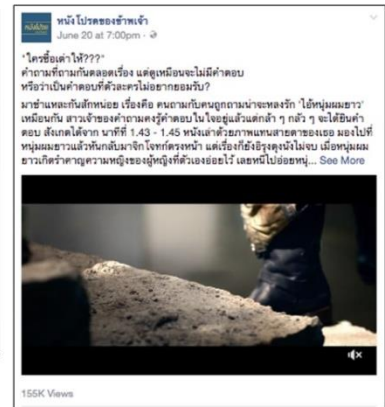 หนังโปรดของข้าพเจ้า
June 20 at 7:00pm ·
"ใครซื้อเต่าให้???"
คำถามที่ถามกันตลอดเรื่อง แต่ดูเหมือนจะไม่มีคำตอบ
หรือว่าเป็นคำตอบที่ตัวละครไม่อยากยอมรับ?
มาชำแหละกันสักหน่อย เรื่องคือ คนถามกับคนถูกถามน่าจะหลงรัก 'ไอ้หนุ่มผมยาว'
เหมือนกัน สาวเจ้าของคำถามคงรู้คำตอบในใจอยู่แล้วแต่กล้า ๆ กลัว ๆ จะได้ยินคำ
ตอบ สังเกตได้จาก นาทีที่ 1.43 - 1.45 หนังเล่าด้วยภาพแทนสายตาของเธอ มองไปที่
หนุ่มผมยาวแล้วหันกลับมาจิกโจทก์ตรงหน้า แต่เรื่องก็ยังอิรุงตุงนังไม่จบ เมื่อหนุ่มผม
ยาวเกิดรำคาญความหญิงของผู้หญิงที่ตัวเองอ่อยไว้ เลยหนีไปอ่อยหนุ่... See More
155K Views